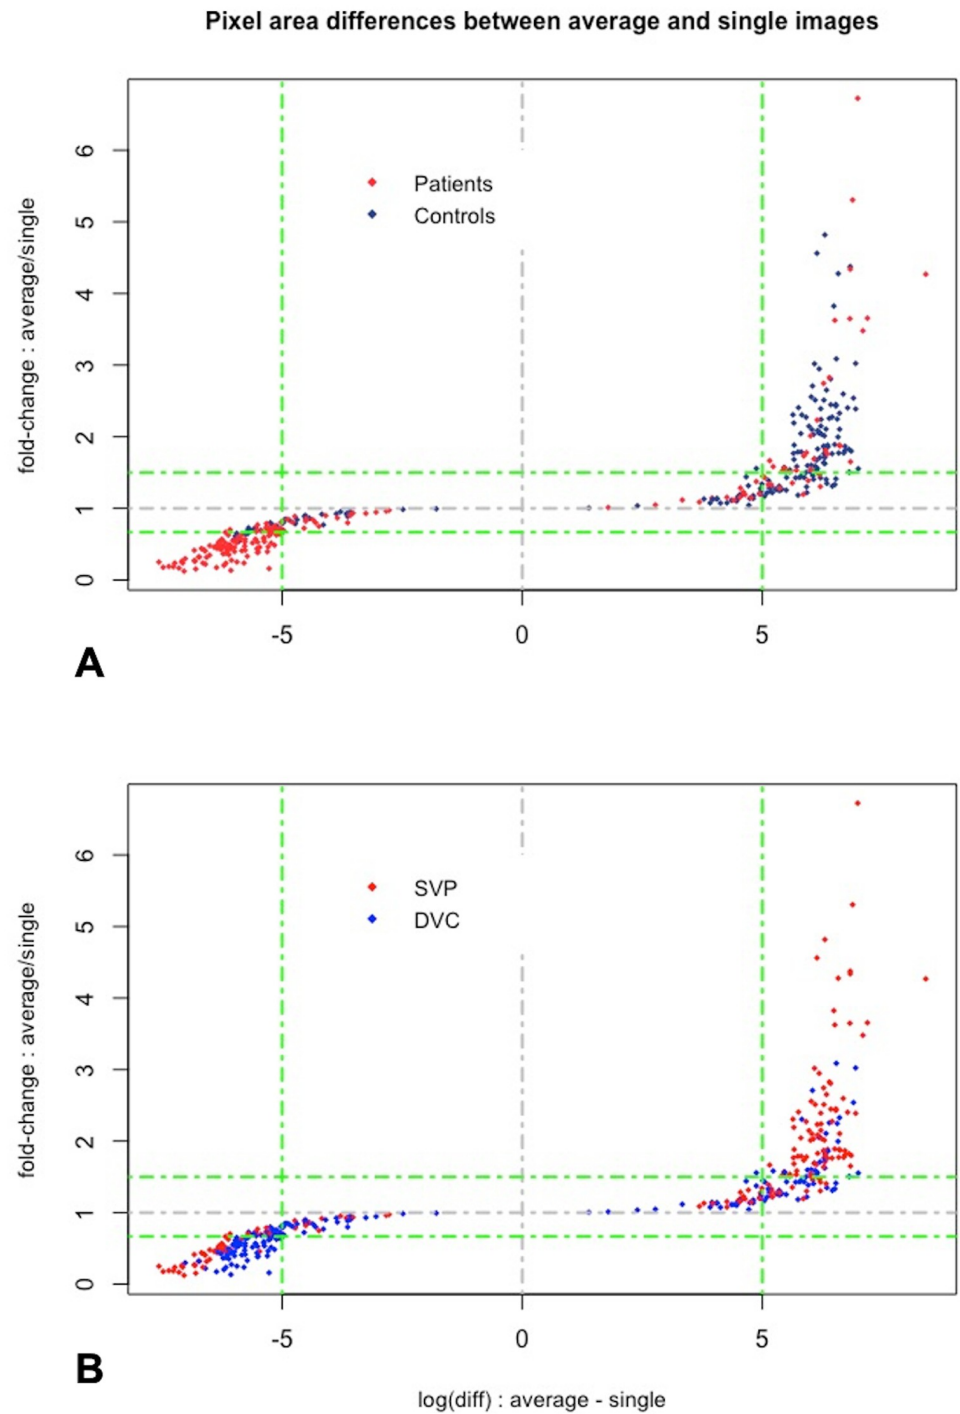 Pixel area differences between average and single images
fold-change : average/single
6
5
4
3
2
1
0
Patients
Controls
-5 0 5
A
fold-change : average/single
6
5
4
3
2
1
0
SVP
DVC
-5 0 5
B
log(diff) : average - single